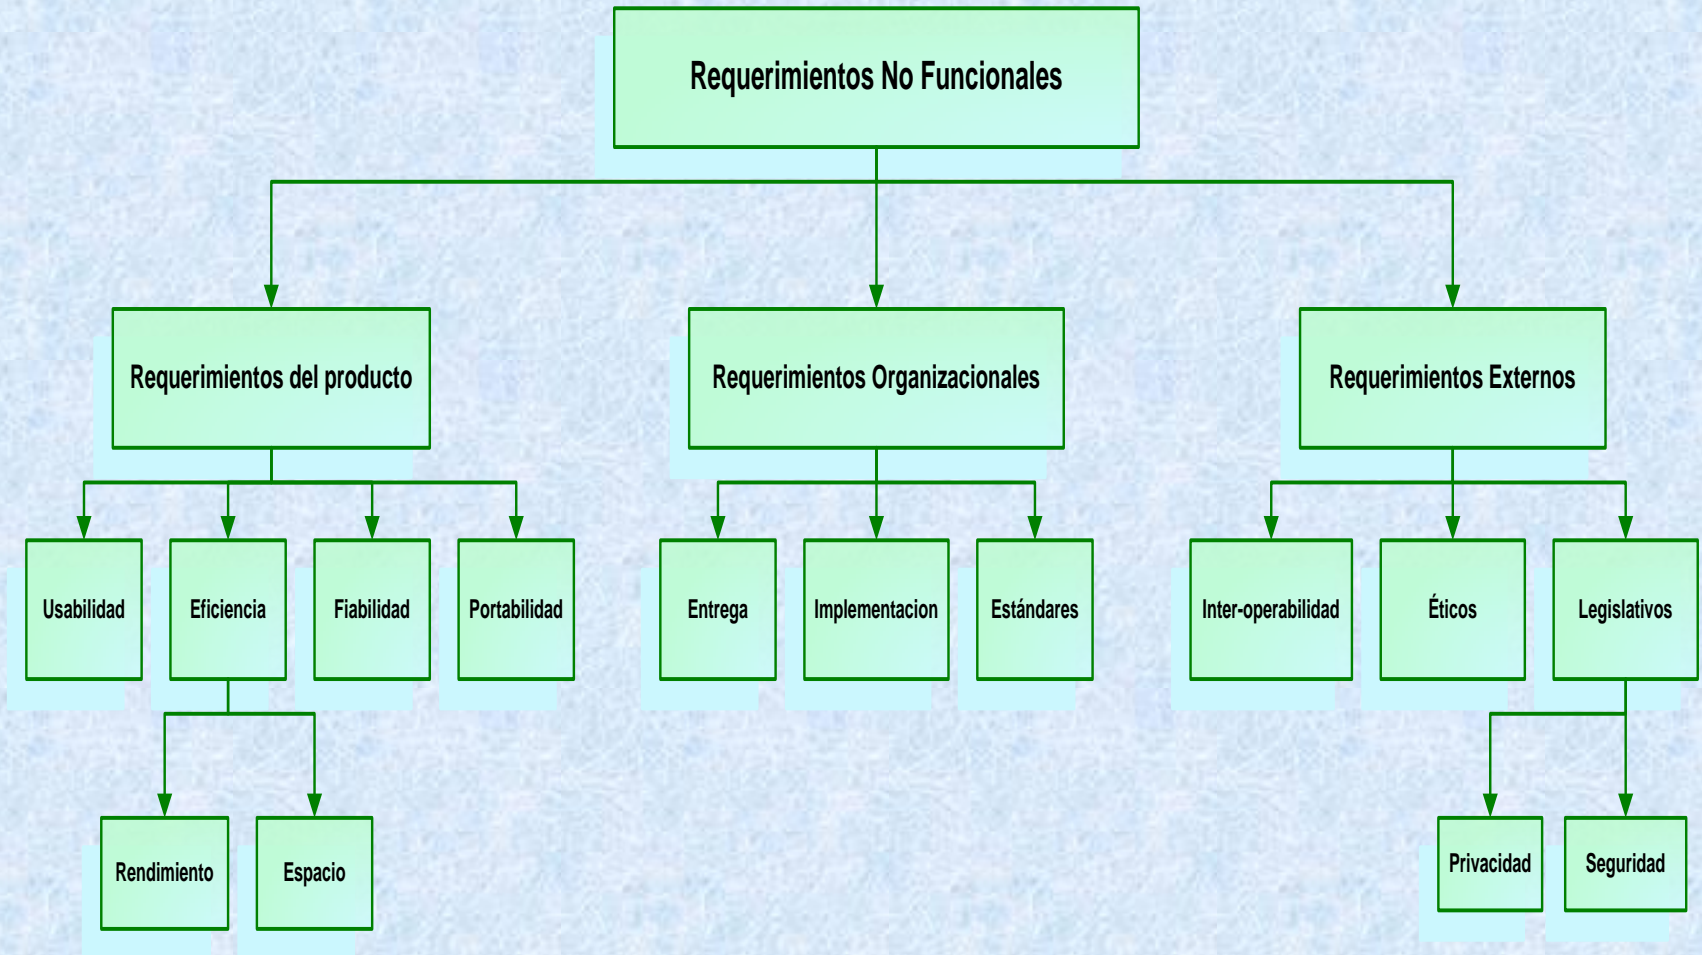 Requerimientos No Funcionales
Requerimientos del producto
Requerimientos Organizacionales
Requerimientos Externos
Usabilidad
Eficiencia
Fiabilidad
Portabilidad
Entrega
Implementacion
Estándares
Inter-operabilidad
Éticos
Legislativos
Rendimiento
Espacio
Privacidad
Seguridad